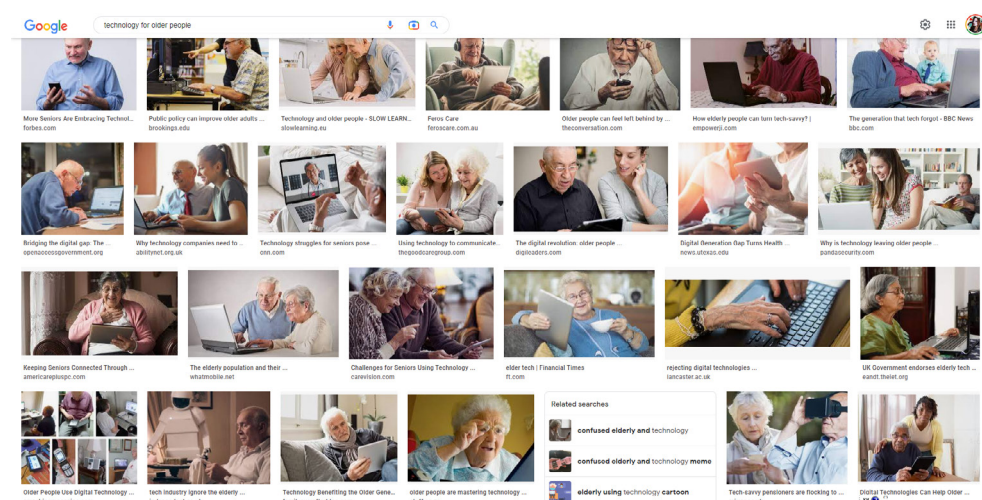 Google
technology for older people
More Seniors Are Embracing Technol...
forbes.com
Public policy can improve older adults ...
brookings.edu
Technology and older people - SLOW LEARN...
slowlearning.eu
Feros Care
feroscare.com.au
Older people can feel left behind by ...
theconversation.com
How elderly people can turn tech-savvy? |
empowerji.com
The generation that tech forgot - BBC News
bbc.com
Bridging the digital gap: The ...
openaccessgovernment.org
Why technology companies need to ..
abilitynet.org.uk
Technology struggles for seniors pose ...
cnn.com
Using technology to communicate..
thegoodcaregroup.com
The digital revolution: older people ...
digileaders.com
Digital Generation Gap Turns Health ...
news.utexas.edu
Why is technology leaving older people ...
pandasecurity.com
Keeping Seniors Connected Through ...
americareplusp​c.com
The elderly population and their ...
whatmobile.net
Challenges for Seniors Using Technology ...
carevision.com
elder tech | Financial Times
ft.com
rejecting digital technologies ...
lancaster.ac.uk
UK Government endorses elderly tech ...
eandt.theiet.org
Related searches
confused elderly and technology
confused elderly and technology meme
elderly using technology cartoon
Older People Use Digital Technology ...
tech industry ignore the elderly ...
Technology Benefiting the Older Gene...
older people are mastering technology ...
Tech-savvy pensioners are flocking to ...
Digital Technologies Can Help Older ...